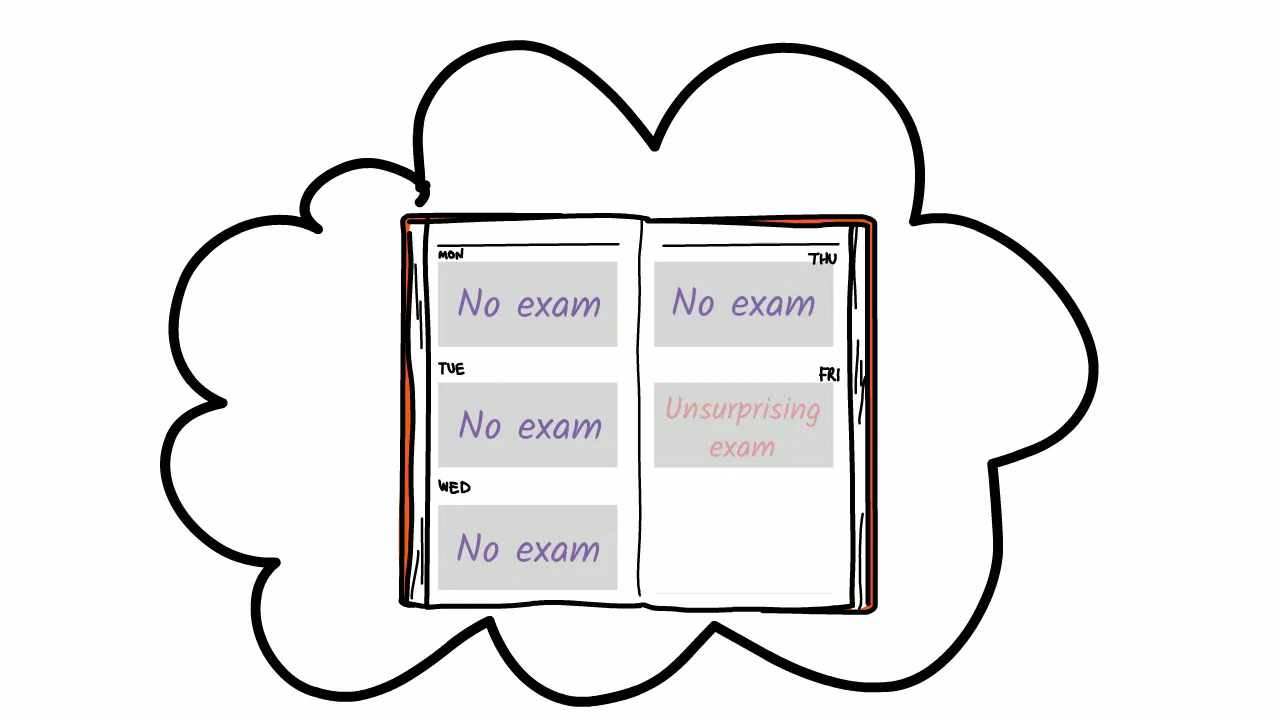 MON
No exam
TUE
No exam
WED
No exam
THU
No exam
FRI
Unsurprising
exam